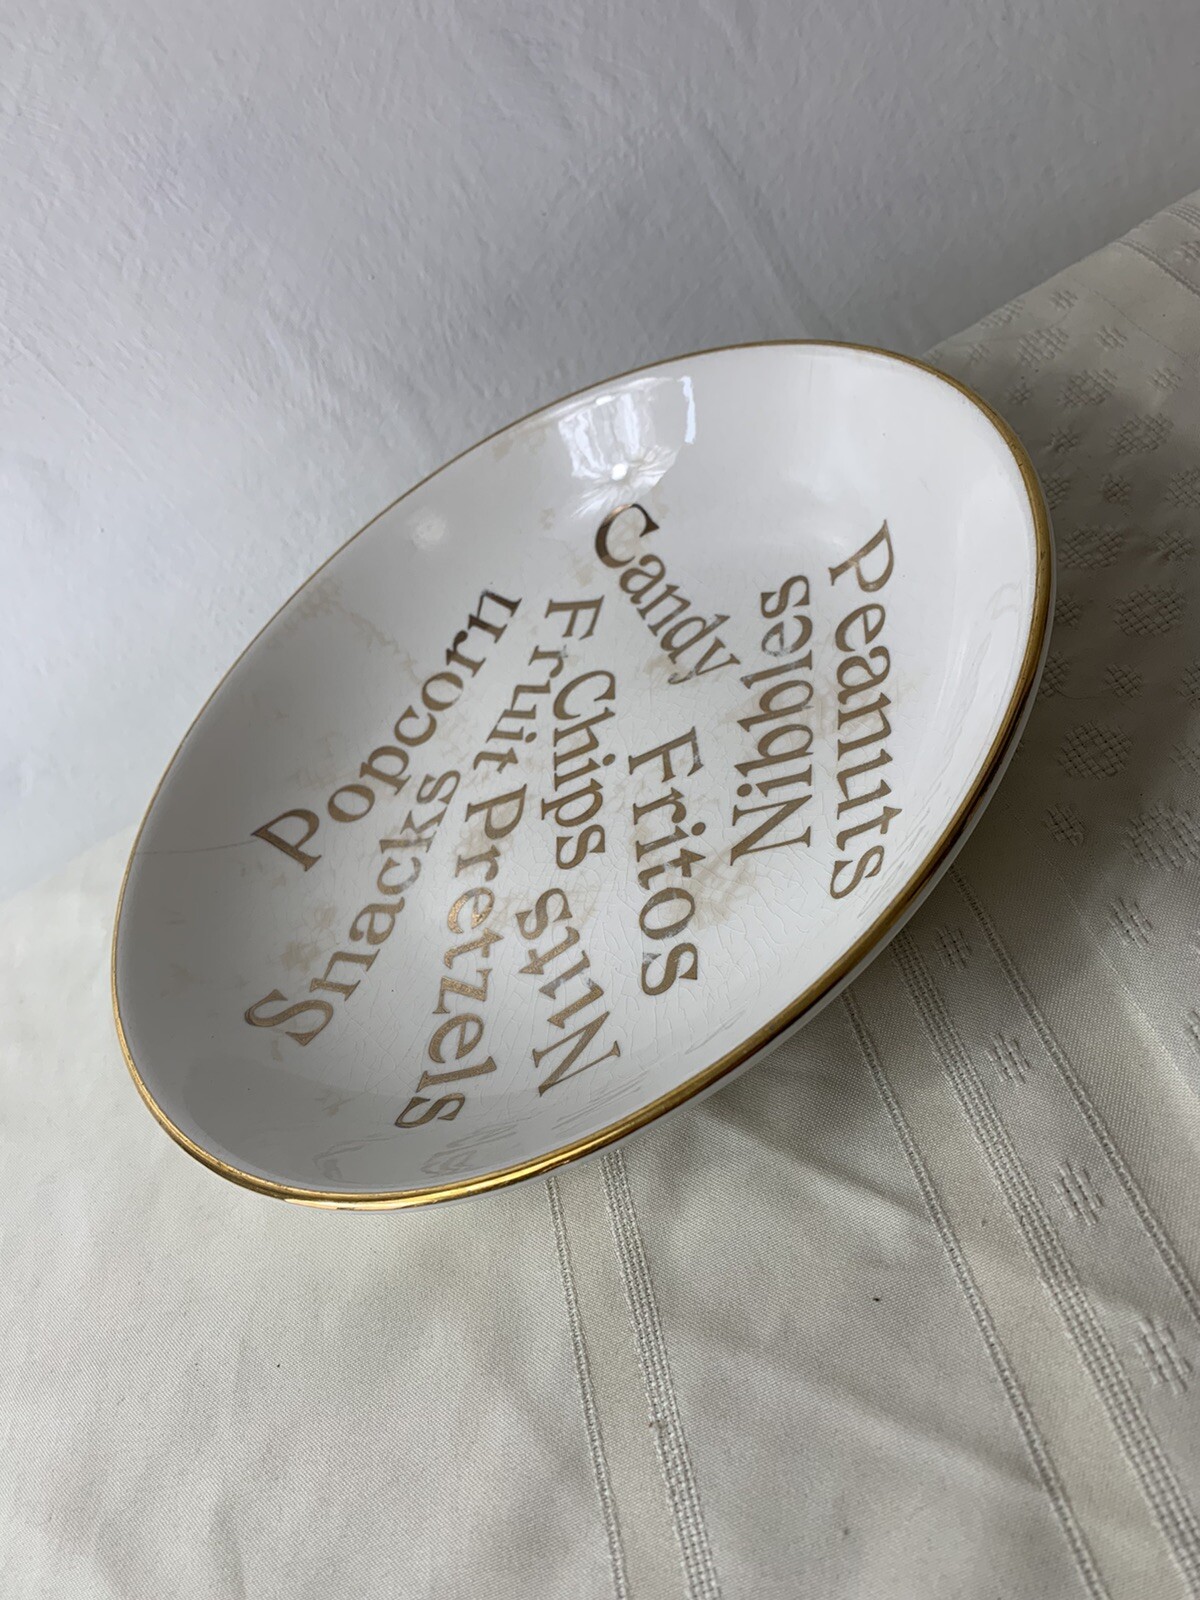 Peanuts
Nibbles
Candy
Fritos
Chips
Nuts
Fruit
Pretzels
Popcorn
Snacks